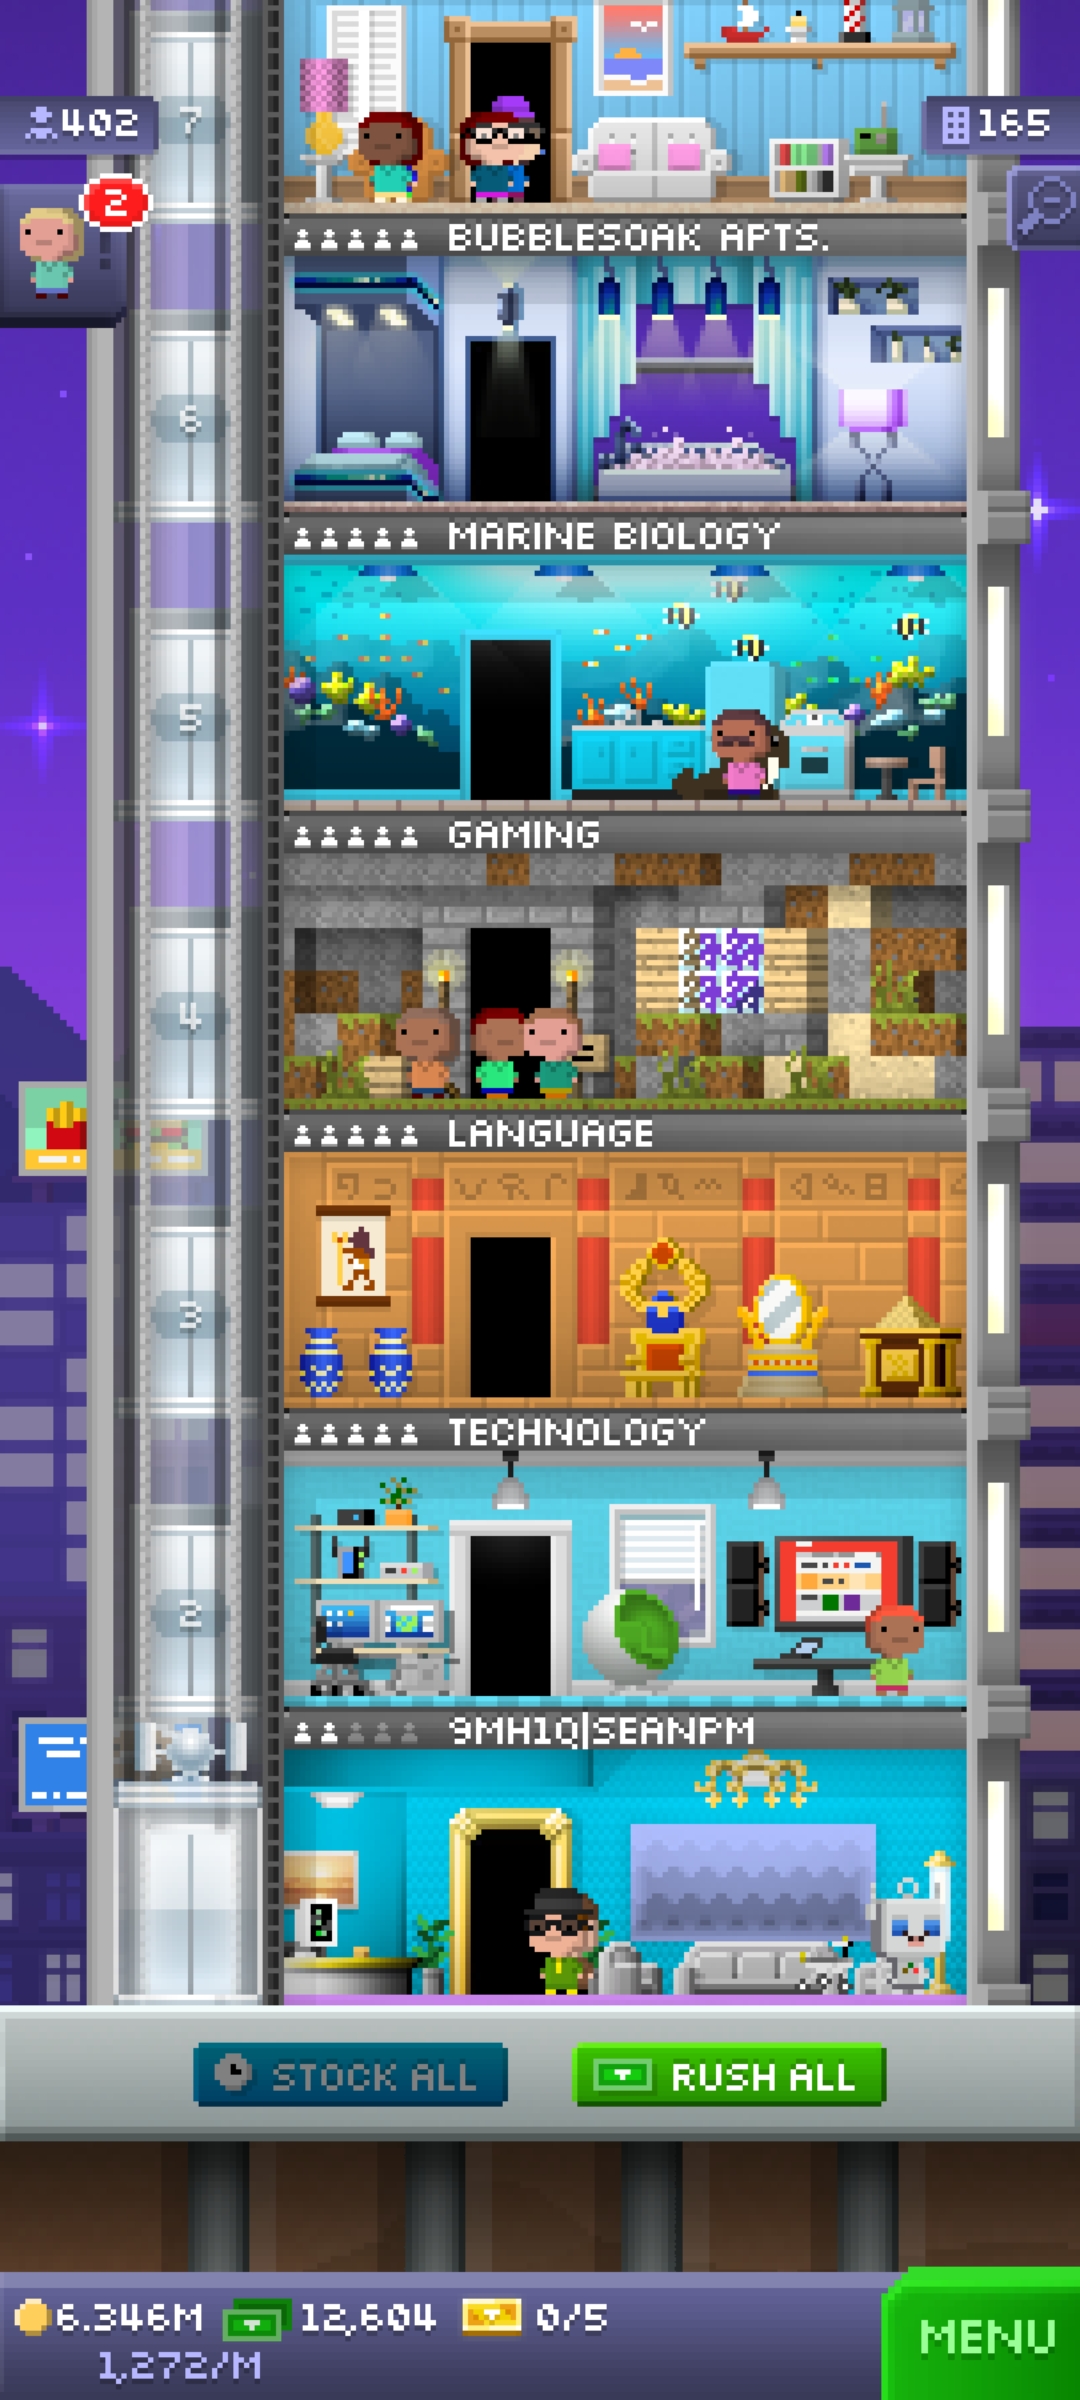 402
7
165
2
BUBBLESOAK APTS.
6
MARINE BIOLOGY
5
GAMING
4
LANGUAGE
3
TECHNOLOGY
2
9MH1Q|SEANPM
STOCK ALL
RUSH ALL
6.346M
12,604
0/5
1,272/M
MENU